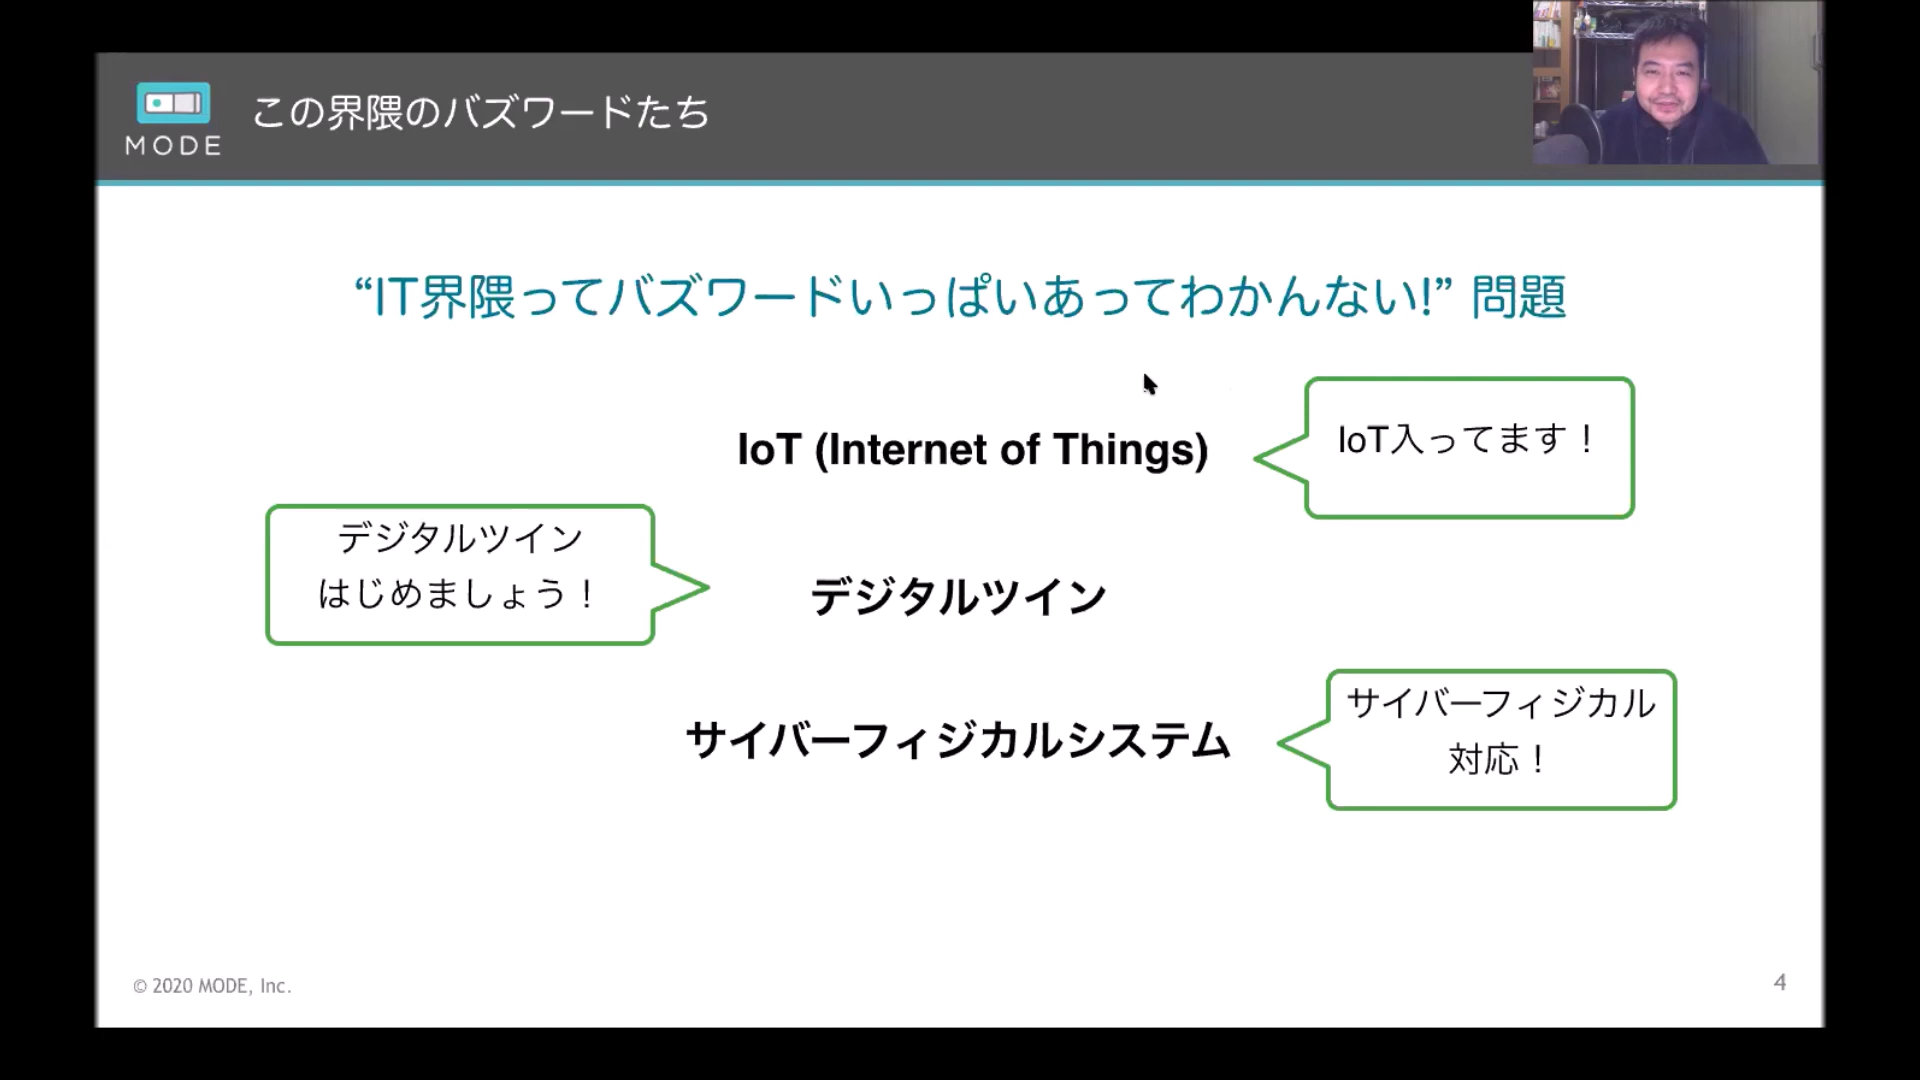 MODE
この界隈のバズワードたち
“IT界隈ってバズワードいっぱいあってわかんない!” 問題
IoT (Internet of Things)
IoT入ってます！
デジタルツイン
はじめましょう！
デジタルツイン
サイバーフィジカルシステム
サイバーフィジカル
対応！
© 2020 MODE, Inc.
4